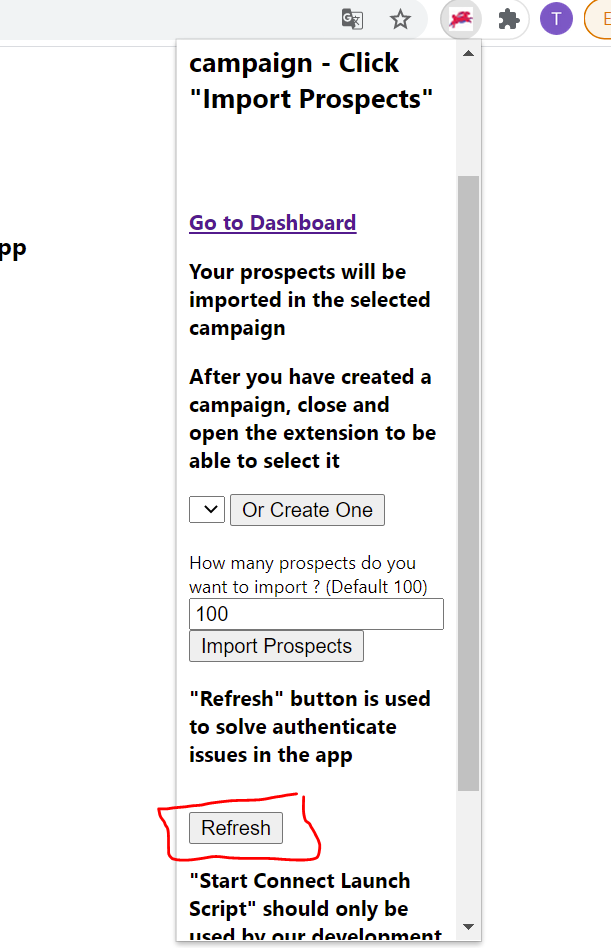 T
E
campaign - Click
"Import Prospects"
Go to Dashboard
pp
Your prospects will be
imported in the selected
campaign
After you have created a
campaign, close and
open the extension to be
able to select it
Or Create One
How many prospects do you
want to import ? (Default 100)
100
Import Prospects
"Refresh" button is used
to solve authenticate
issues in the app
Refresh
"Start Connect Launch
Script" should only be
used by our development